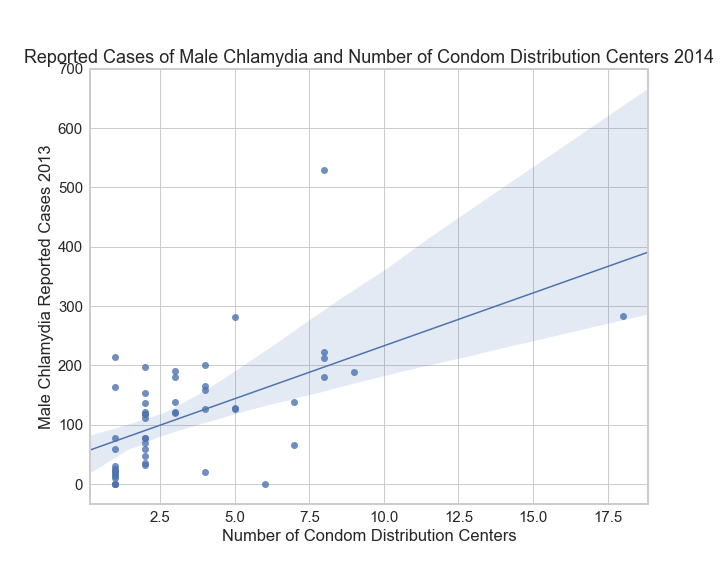 Reported Cases of Male Chlamydia and Number of Condom Distribution Centers 2014
700
600
500
400
300
200
100
0
Male Chlamydia Reported Cases 2013
2.5 5.0 7.5 10.0 12.5 15.0 17.5
Number of Condom Distribution Centers